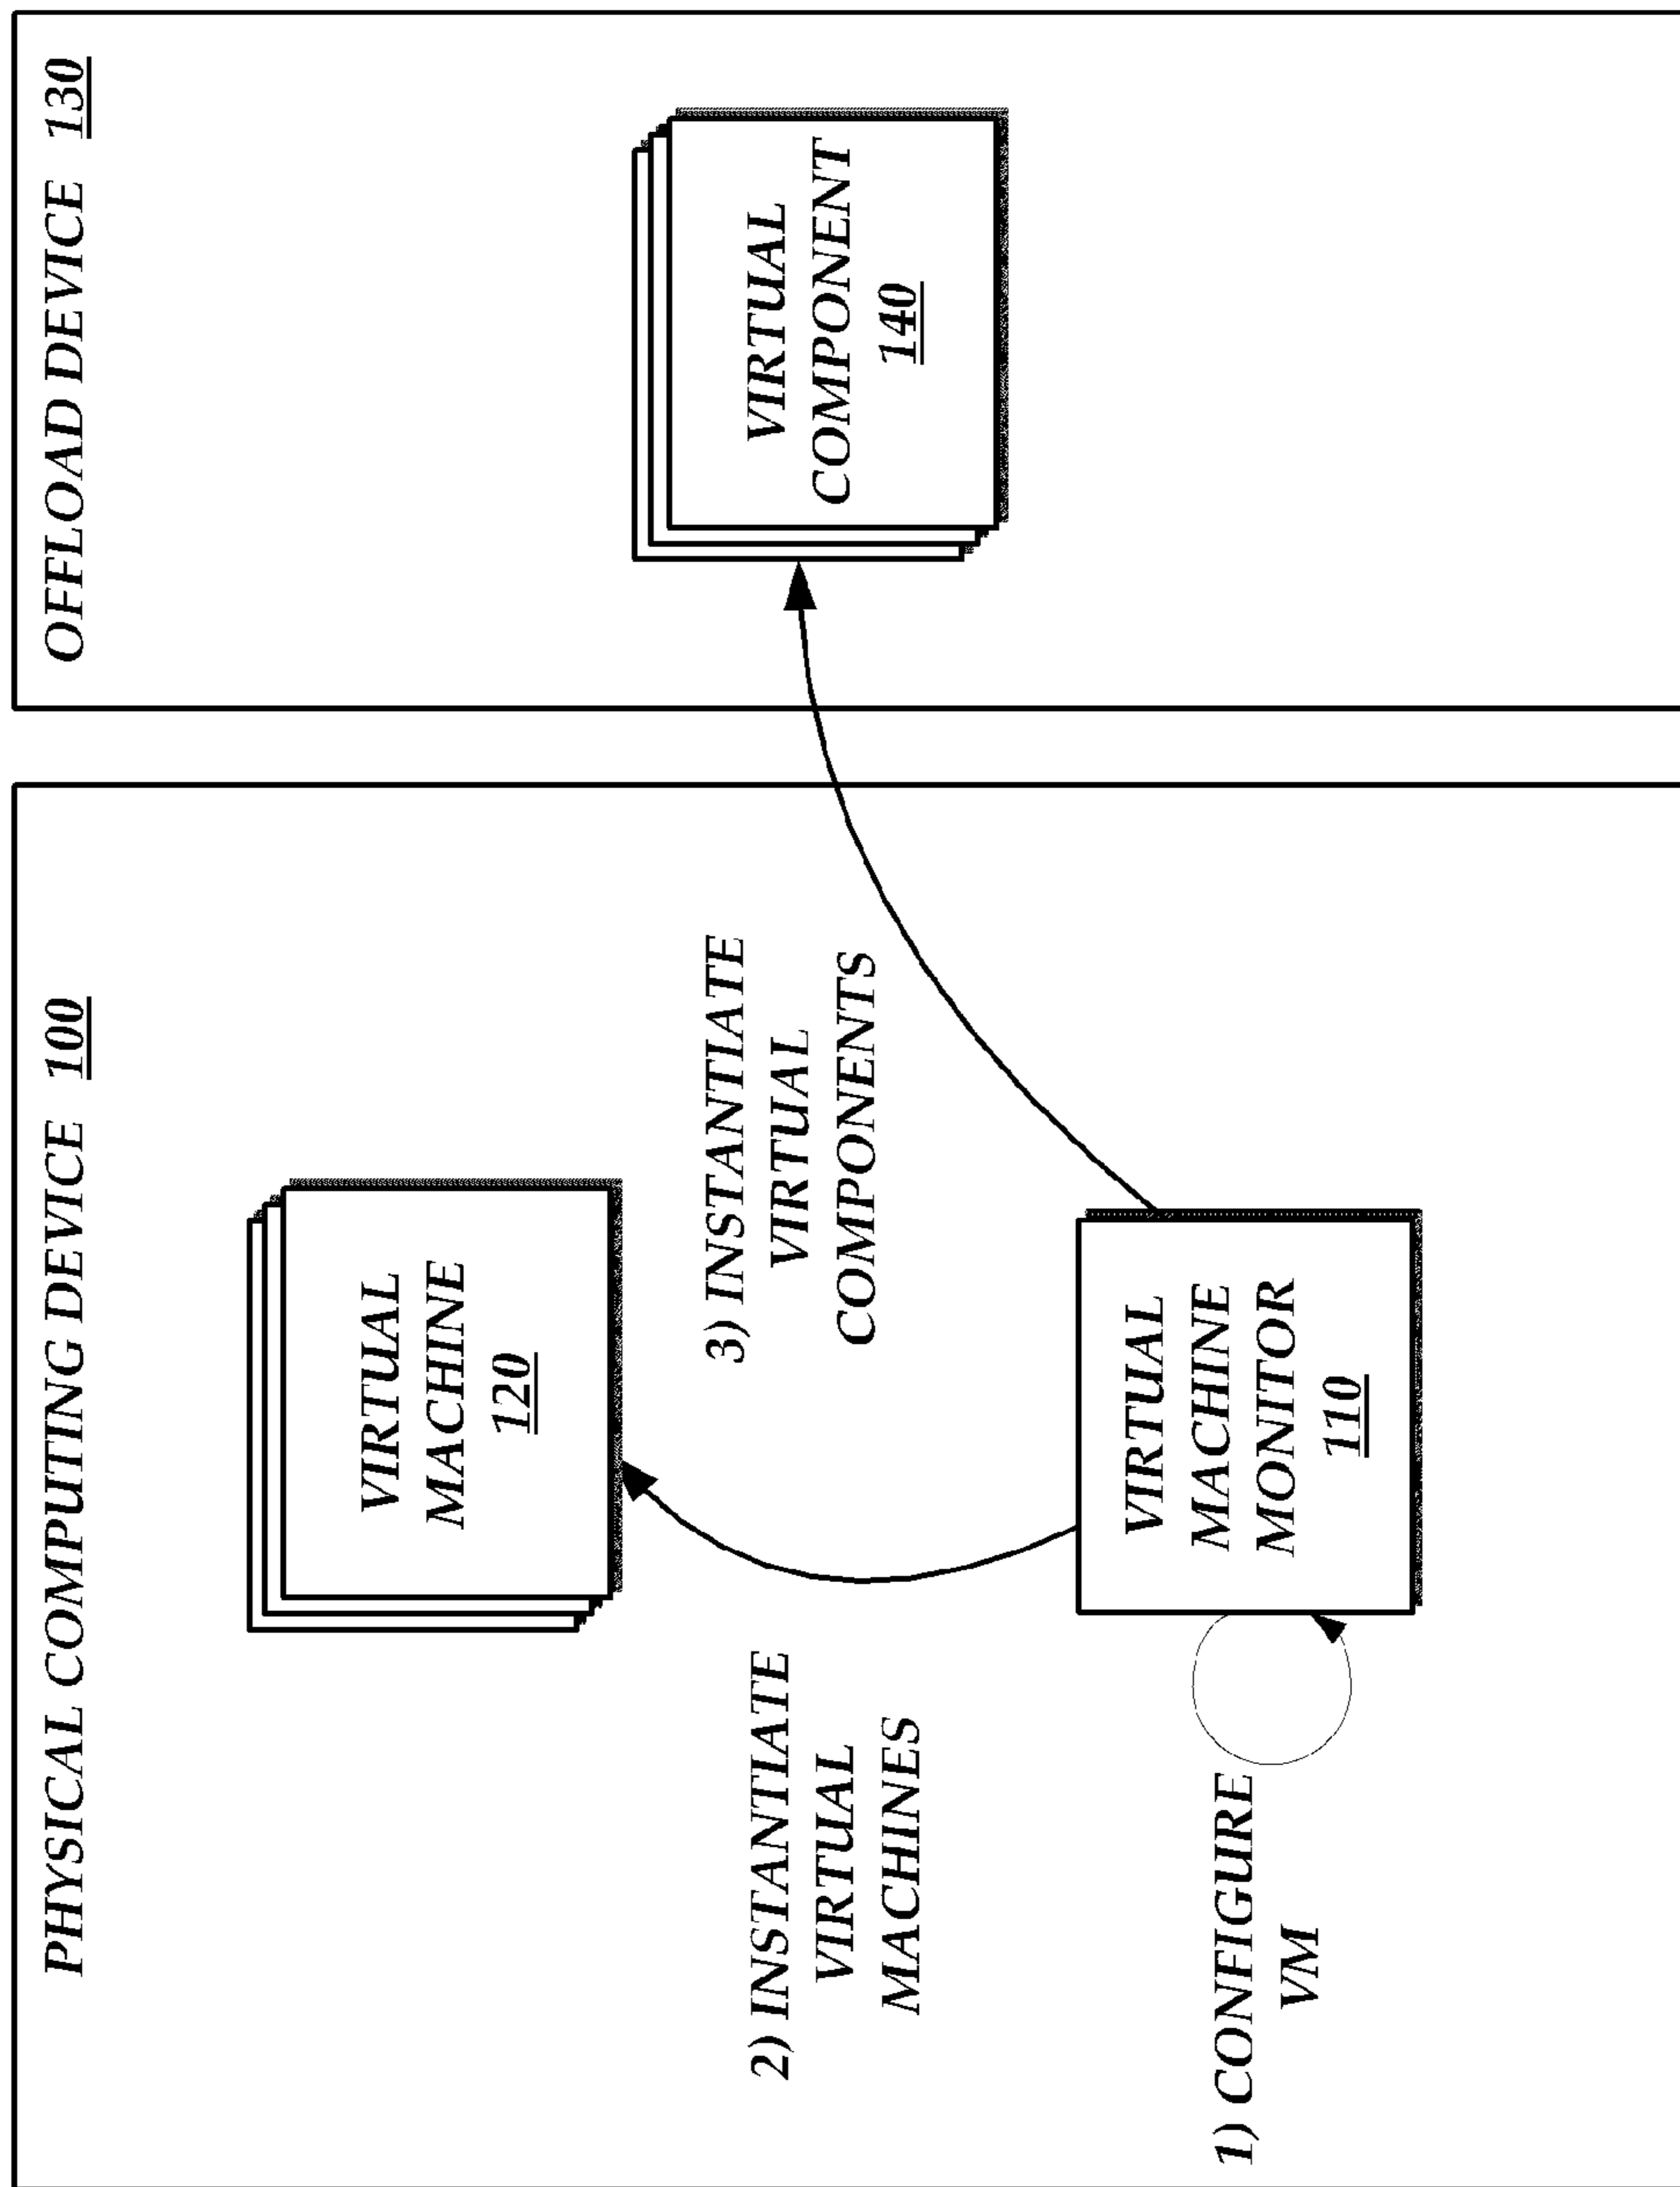 PHYSICAL COMPUTING DEVICE 100
VIRTUAL
MACHINE
120
2) INSTANTIATE
VIRTUAL
MACHINES
3) INSTANTIATE
VIRTUAL
COMPONENTS
1) CONFIGURE
VM
VIRTUAL
MACHINE
MONITOR
110
OFFLOAD DEVICE 130
VIRTUAL
COMPONENT
140